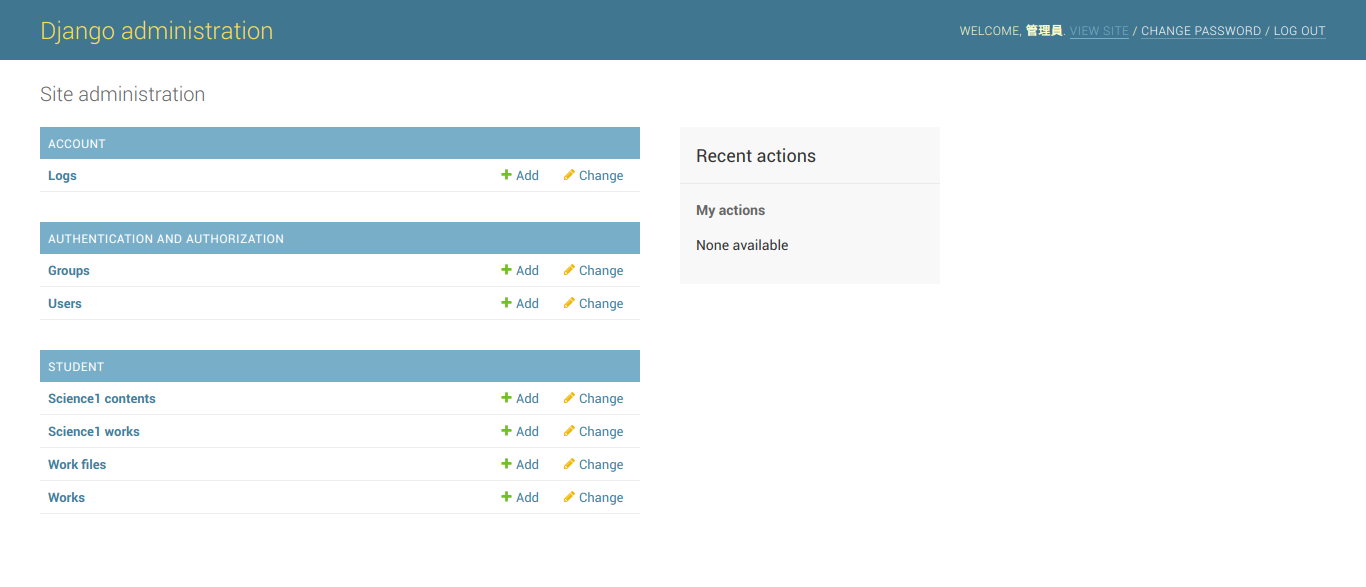 Django administration
WELCOME, 管理員. VIEW SITE / CHANGE PASSWORD / LOG OUT
Site administration
ACCOUNT
Logs Add Change
AUTHENTICATION AND AUTHORIZATION
Groups Add Change
Users Add Change
STUDENT
Science1 contents Add Change
Science1 works Add Change
Work files Add Change
Works Add Change
Recent actions
My actions
None available